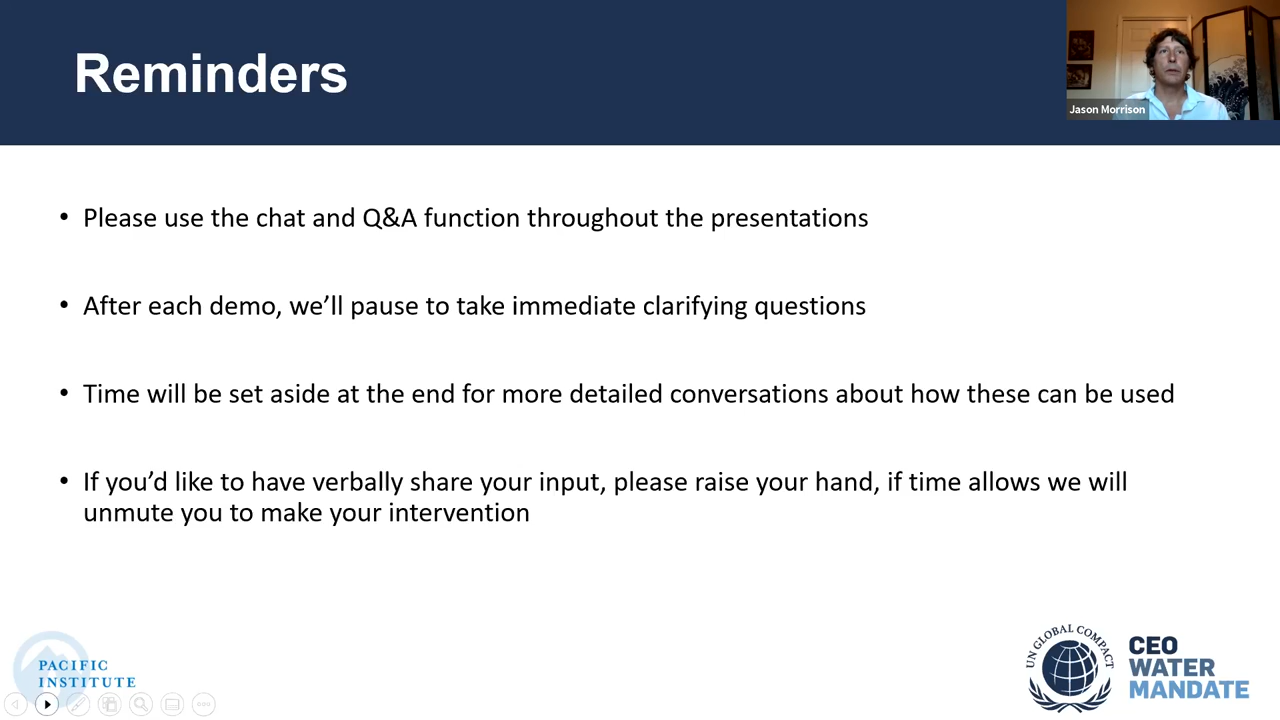 Reminders
Jason Morrison
• Please use the chat and Q&A function throughout the presentations
• After each demo, we’ll pause to take immediate clarifying questions
• Time will be set aside at the end for more detailed conversations about how these can be used
• If you’d like to have verbally share your input, please raise your hand, if time allows we will
unmute you to make your intervention
PACIFIC
INSTITUTE
UN GLOBAL COMPACT
CEO
WATER
MANDATE